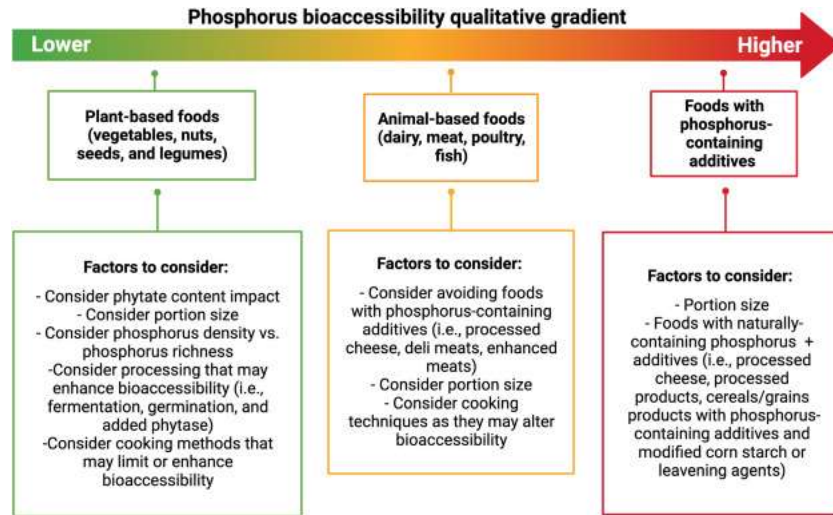 Phosphorus bioaccessibility qualitative gradient
Lower
Higher
Plant-based foods
(vegetables, nuts,
seeds, and legumes)
Animal-based foods
(dairy, meat, poultry,
fish)
Foods with
phosphorus-
containing
additives
Factors to consider:
- Consider phytate content impact
- Consider portion size
- Consider phosphorus density vs.
phosphorus richness
-Consider processing that may
enhance bioaccessibility (i.e.,
fermentation, germination, and
added phytase)
-Consider cooking methods that
may limit or enhance
bioaccessibility
Factors to consider:
- Consider avoiding foods
with phosphorus-containing
additives (i.e., processed
cheese, deli meats, enhanced
meats)
- Consider portion size
- Consider cooking
techniques as they may alter
bioaccessibility
Factors to consider:
- Portion size
- Foods with naturally-
containing phosphorus +
additives (i.e., processed
cheese, processed
products, cereals/grains
products with phosphorus-
containing additives and
modified corn starch or
leavening agents)